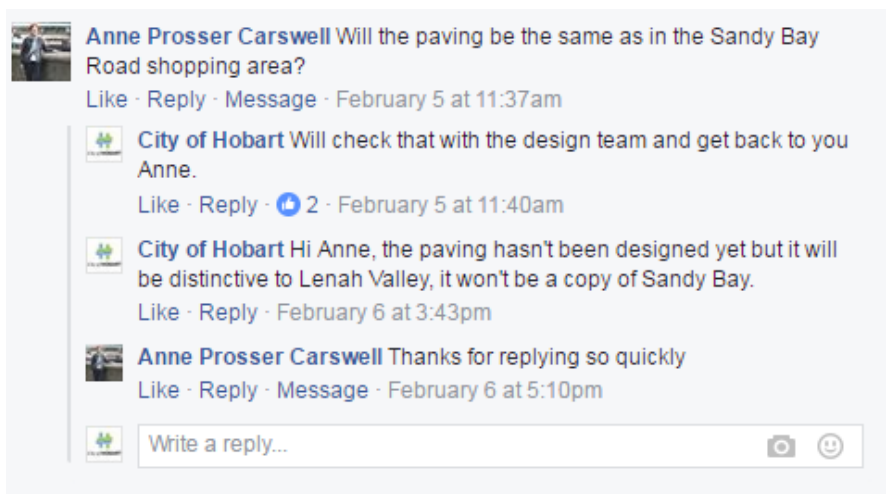 Anne Prosser Carswell Will the paving be the same as in the Sandy Bay
Road shopping area?
Like · Reply · Message · February 5 at 11:37am
City of Hobart Will check that with the design team and get back to you
Anne.
Like · Reply · 2 · February 5 at 11:40am
City of Hobart Hi Anne, the paving hasn't been designed yet but it will
be distinctive to Lenah Valley, it won't be a copy of Sandy Bay.
Like · Reply · February 6 at 3:43pm
Anne Prosser Carswell Thanks for replying so quickly
Like · Reply · Message · February 6 at 5:10pm
Write a reply...